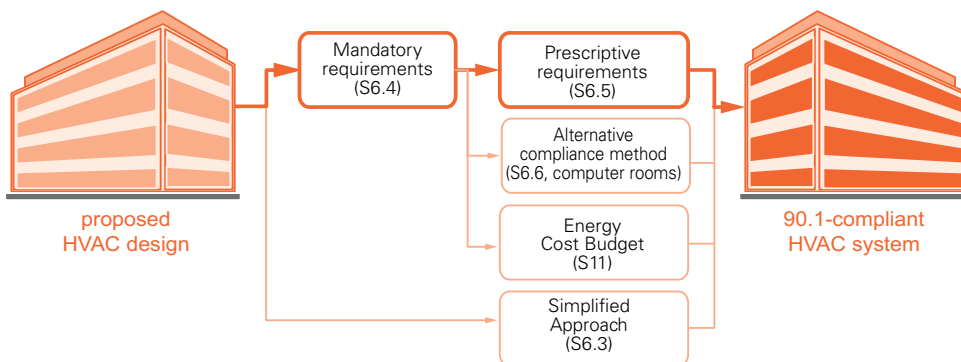 Mandatory
requirements
(S6.4)
Prescriptive
requirements
(S6.5)
Alternative
compliance method
(S6.6, computer rooms)
Energy
Cost Budget
(S11)
Simplified
Approach
(S6.3)
proposed
HVAC design
90.1-compliant
HVAC system